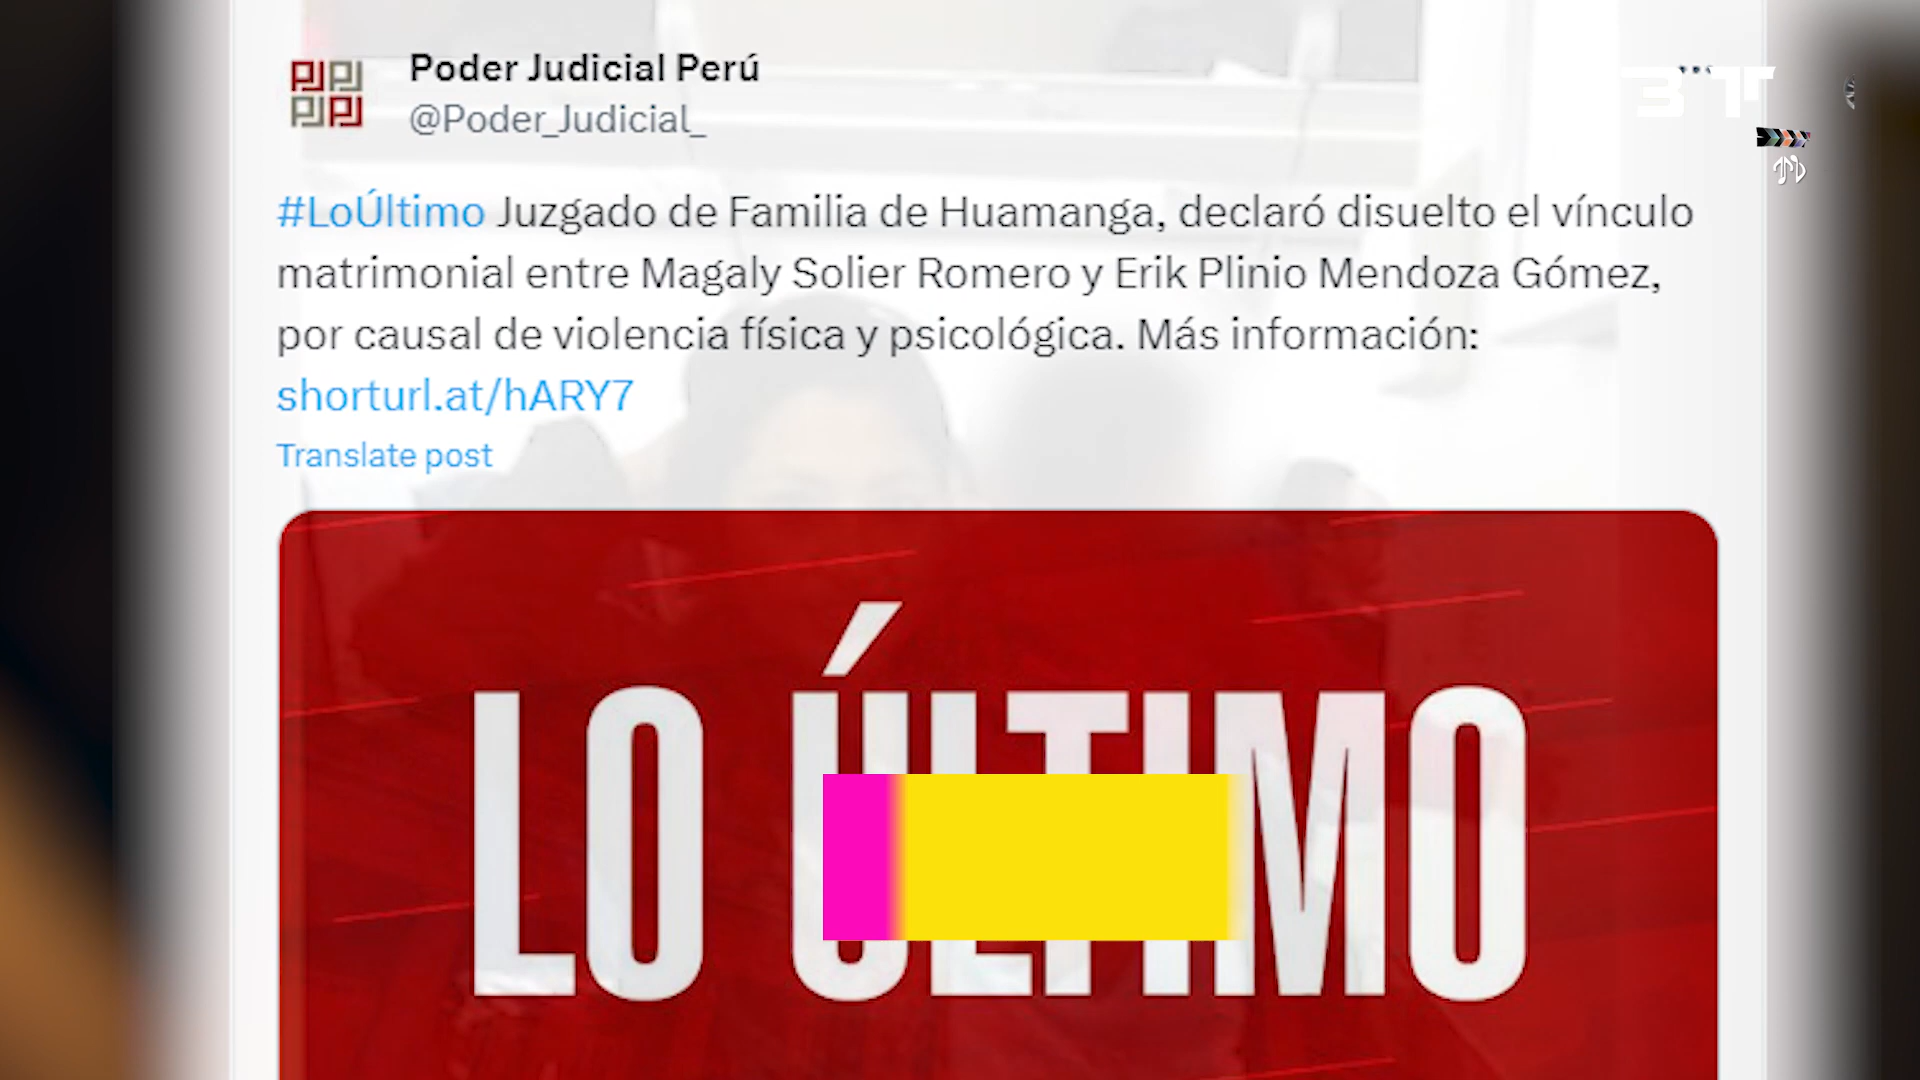 Poder Judicial Perú
@Poder_Judicial_
#LoÚltimo Juzgado de Familia de Huamanga, declaró disuelto el vínculo
matrimonial entre Magaly Solier Romero y Erik Plinio Mendoza Gómez,
por causal de violencia física y psicológica. Más información:
shorturl.at/hARY7
Translate post
LO ÚLTIMO